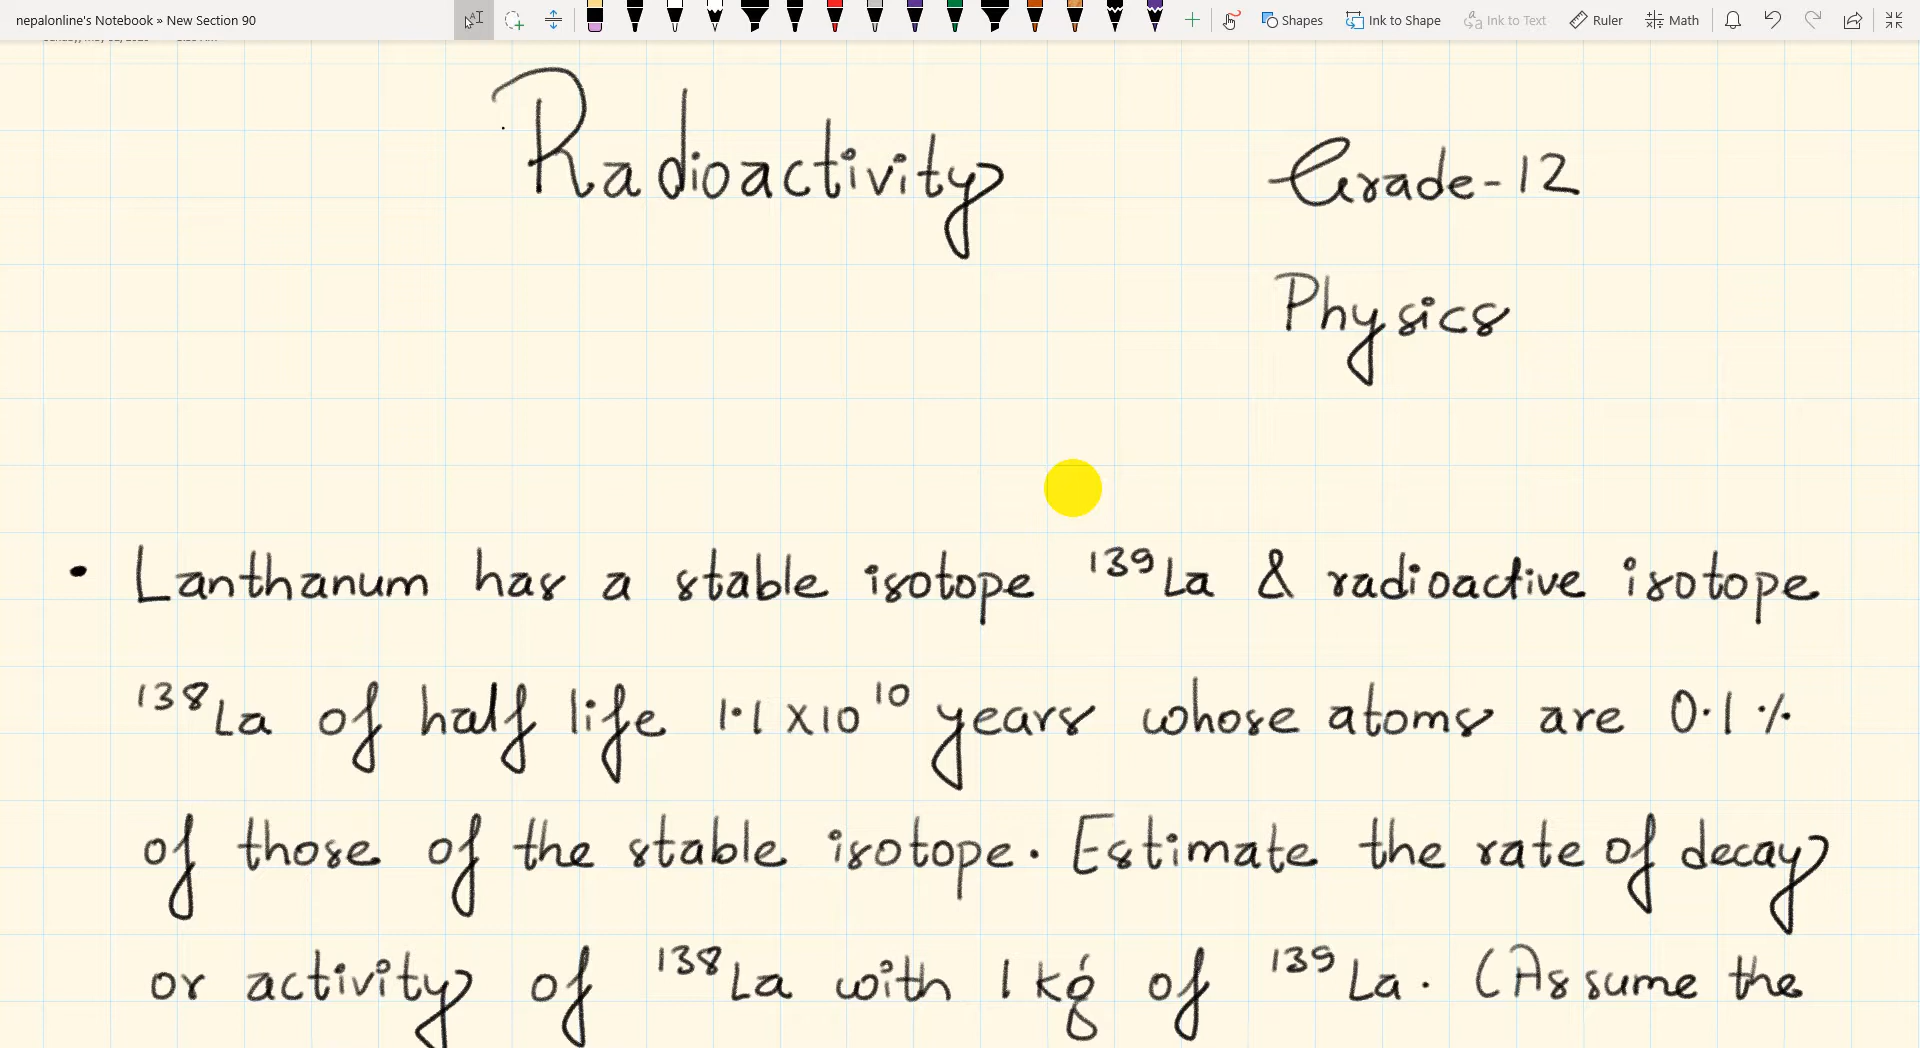 nepalonline's Notebook » New Section 90
Shapes
Ink to Shape
Ink to Text
Ruler
Math
Radioactivity
Grade-12
Physics
• Lanthanum has a stable isotope ¹³⁹La & radioactive isotope
¹³⁸La of half life 1.1 × 10¹⁰ years whose atoms are 0.1 %
of those of the stable isotope. Estimate the rate of decay
or activity of ¹³⁸La with 1 kg of ¹³⁹La. (Assume the